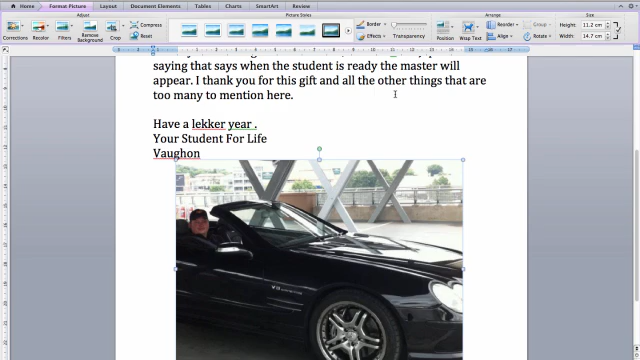 Home Format Picture Layout Document Elements Tables Charts SmartArt Review
Adjust Picture Styles Arrange Size
Corrections Recolor Filters Remove Background Crop Compress Reset
Border Effects Transparency
Position Wrap Text Reorder Align Group Rotate
Height: 11.2 cm
Width: 14.7 cm
saying that says when the student is ready the master will
appear. I thank you for this gift and all the other things that are
too many to mention here.
Have a lekker year .
Your Student For Life
Vaughon